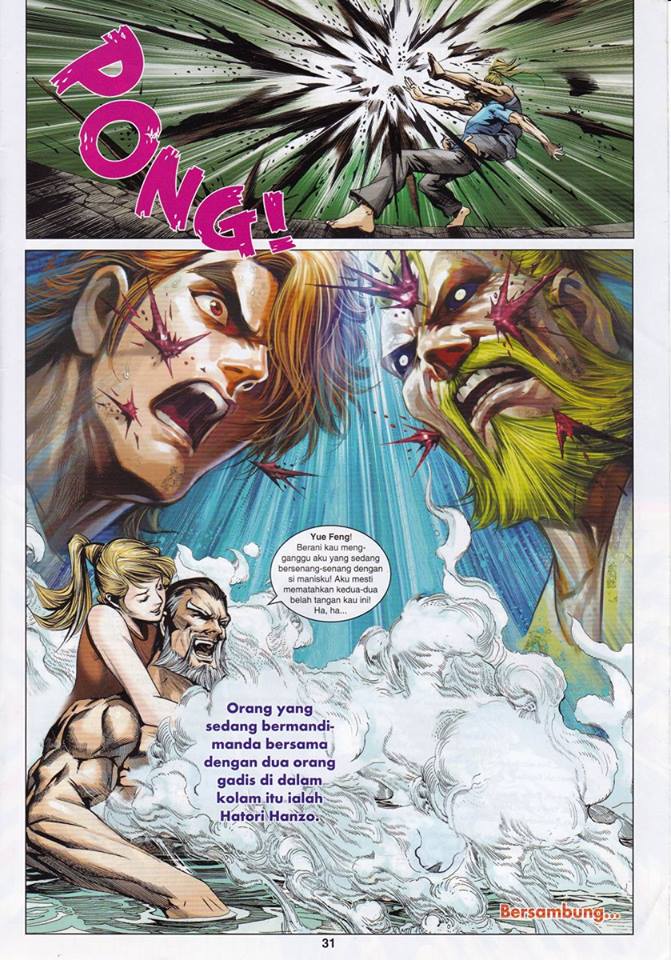 PONG!
Yue Feng!
Berani kau meng-
ganggu aku yang sedang
bersenang-senang dengan
si manisku! Aku mesti
mematahkan kedua-dua
belah tangan kau ini!
Ha, ha...
Orang yang
sedang bermandi-
manda bersama
dengan dua orang
gadis di dalam
kolam itu ialah
Hatori Hanzo.
Bersambung...
31